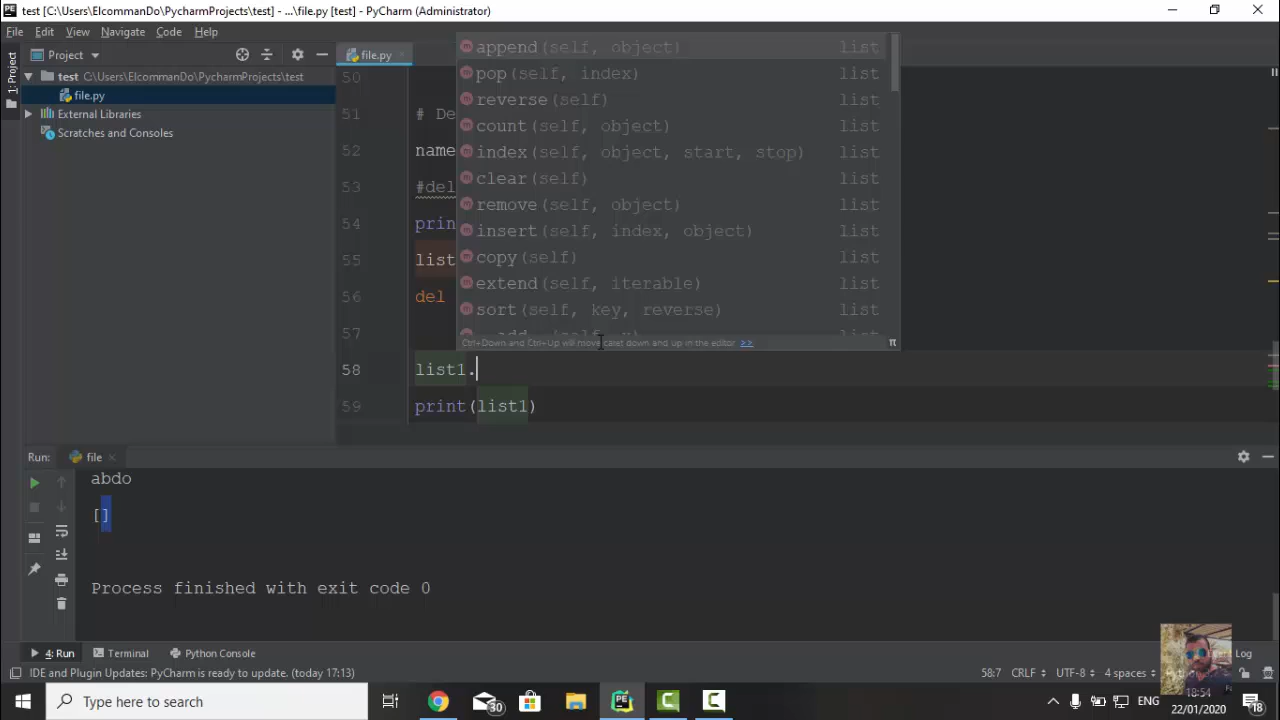 test [C:\Users\ElcommanDo\PycharmProjects\test] - ...\file.py [test] - PyCharm (Administrator)
File Edit View Navigate Code Help
Project
file.py
1: Project
test C:\Users\ElcommanDo\PycharmProjects\test
file.py
External Libraries
Scratches and Consoles
append(self, object) list
pop(self, index) list
reverse(self) list
count(self, object) list
index(self, object, start, stop) list
clear(self) list
remove(self, object) list
insert(self, index, object) list
copy(self) list
extend(self, iterable) list
sort(self, key, reverse) list
Ctrl+Down and Ctrl+Up will move caret down and up in the editor >>
π
50
51 # De
52 name
53 #del
54 prin
55 list
56 del
57
58 list1.
59 print(list1)
Run: file
abdo
[]
Process finished with exit code 0
4: Run Terminal Python Console Log
IDE and Plugin Updates: PyCharm is ready to update. (today 17:13) 58:7 CRLF UTF-8 4 spaces
Type here to search
30
PE
ENG
18:54
22/01/2020
18